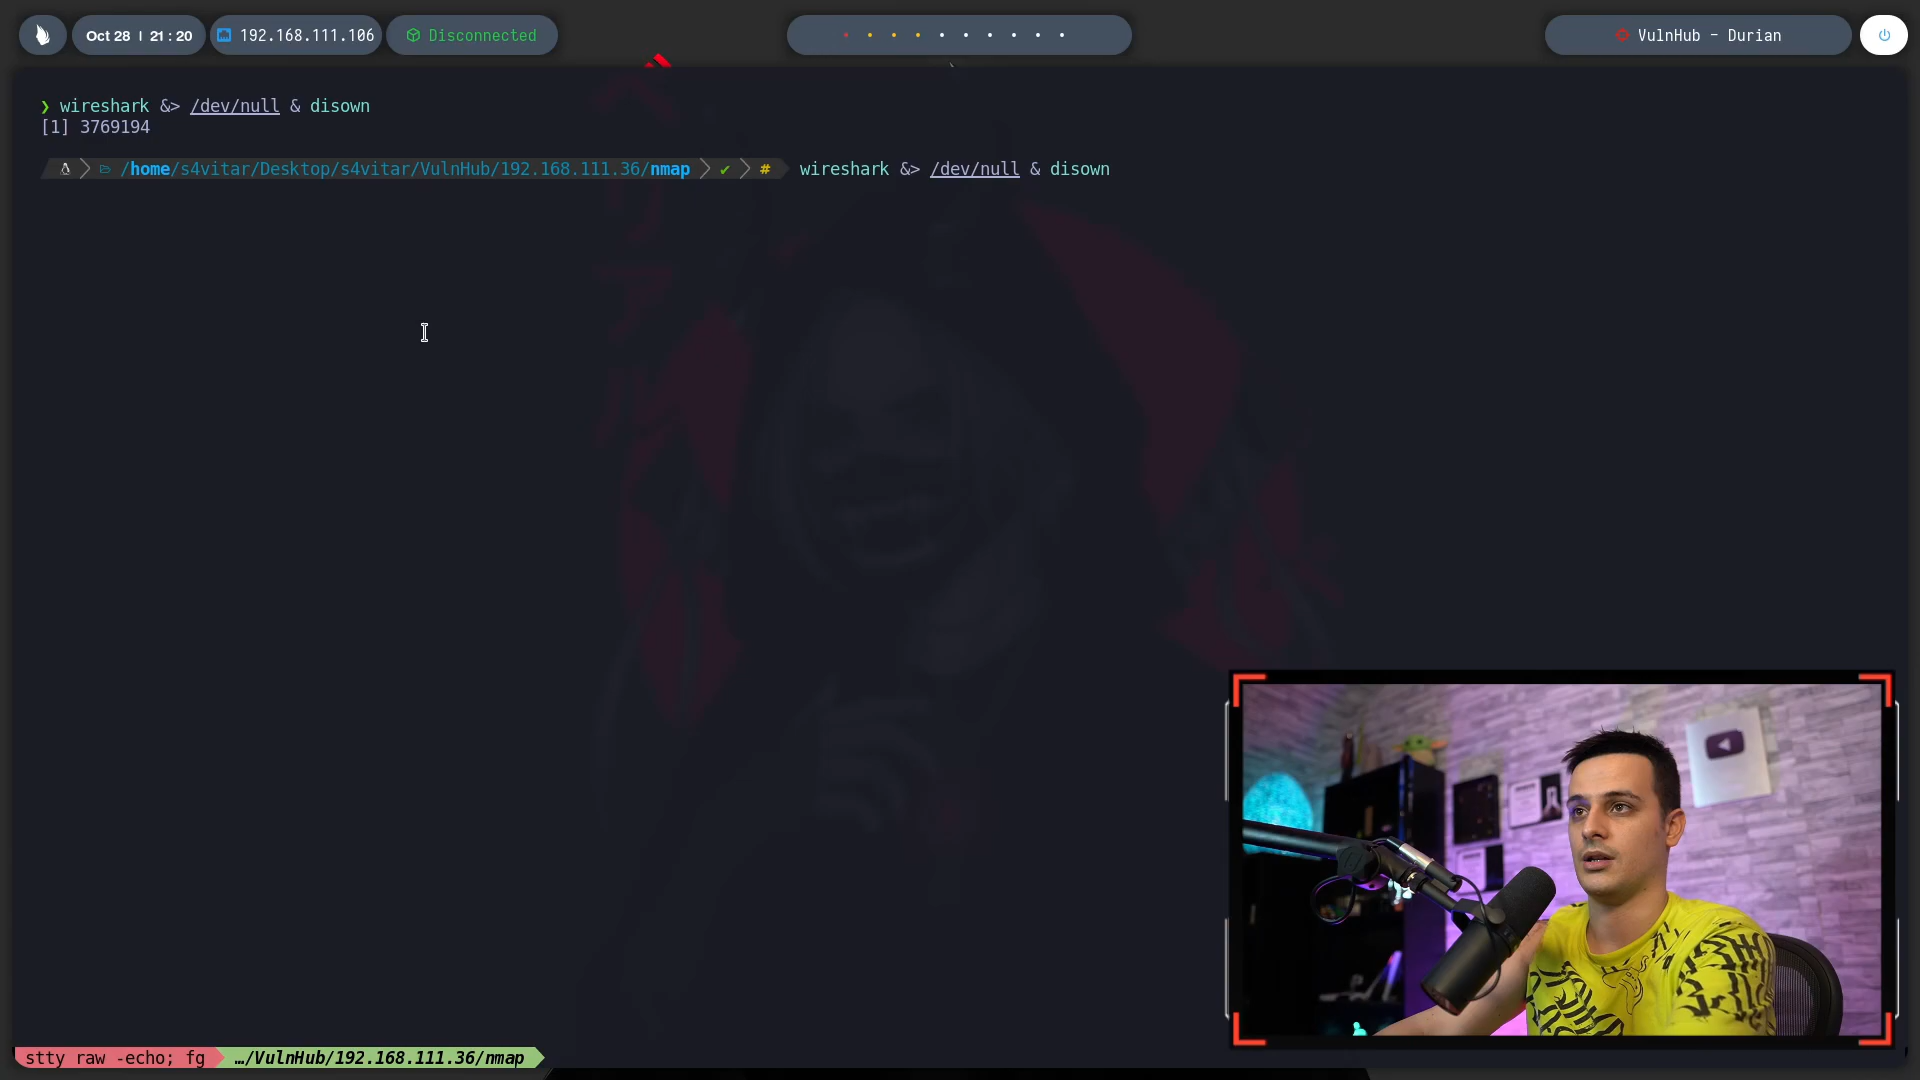 Oct 28 | 21:20
192.168.111.106
Disconnected
VulnHub - Durian
❯ wireshark &> /dev/null & disown
[1] 3769194
/home/s4vitar/Desktop/s4vitar/VulnHub/192.168.111.36/nmap ✔ # wireshark &> /dev/null & disown
stty raw -echo; fg
…/VulnHub/192.168.111.36/nmap